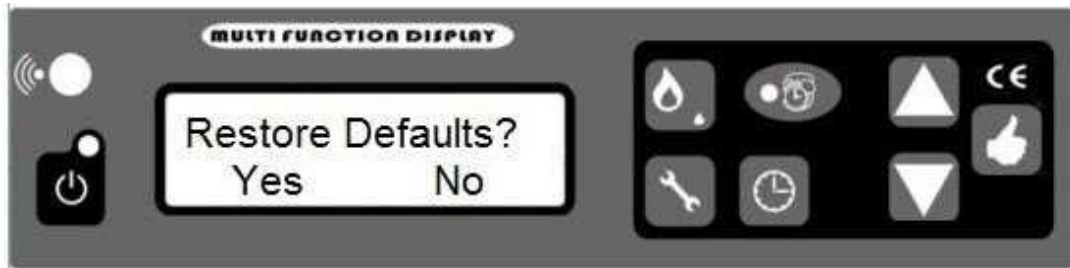 MULTI FUNCTION DISPLAY
Restore Defaults?
Yes No
CE